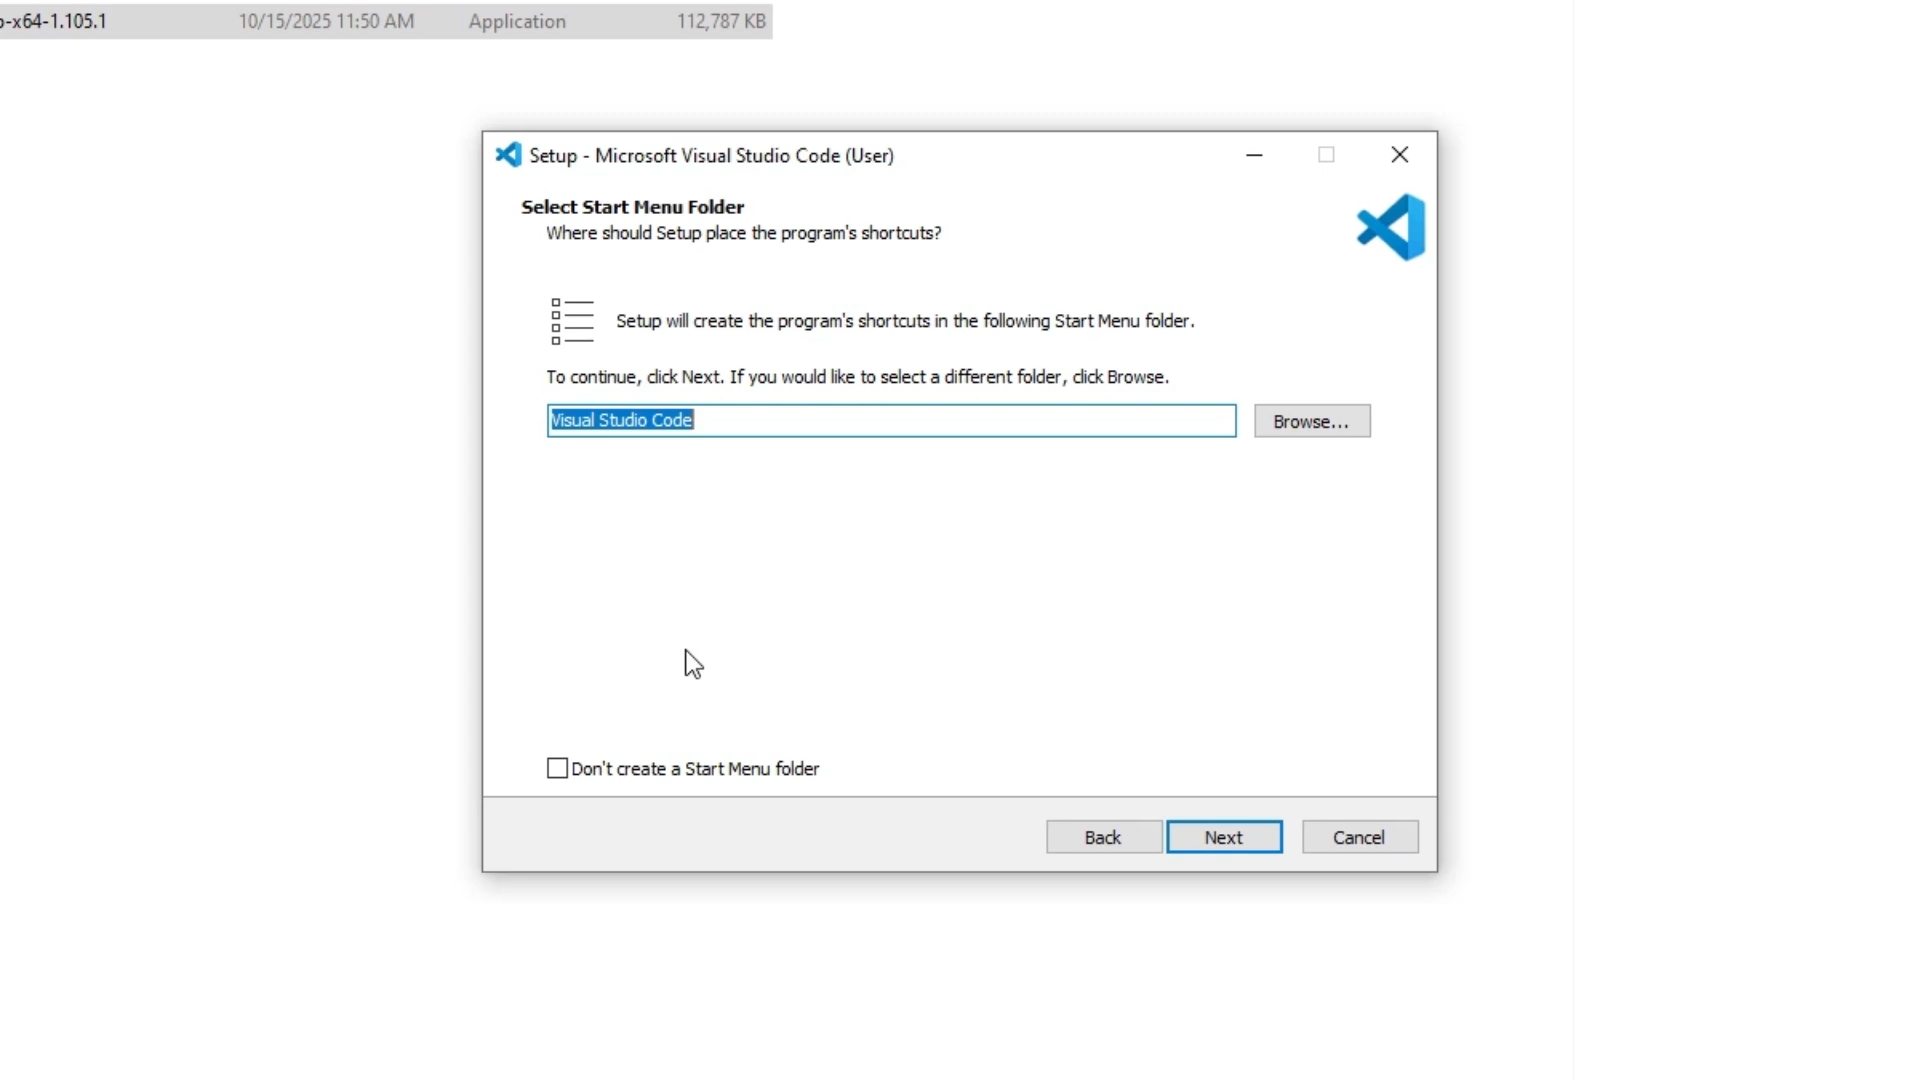 -x64-1.105.1 10/15/2025 11:50 AM Application 112,787 KB
Setup - Microsoft Visual Studio Code (User)
Select Start Menu Folder
Where should Setup place the program's shortcuts?
Setup will create the program's shortcuts in the following Start Menu folder.
To continue, click Next. If you would like to select a different folder, click Browse.
Visual Studio Code Browse...
Don't create a Start Menu folder
Back Next Cancel